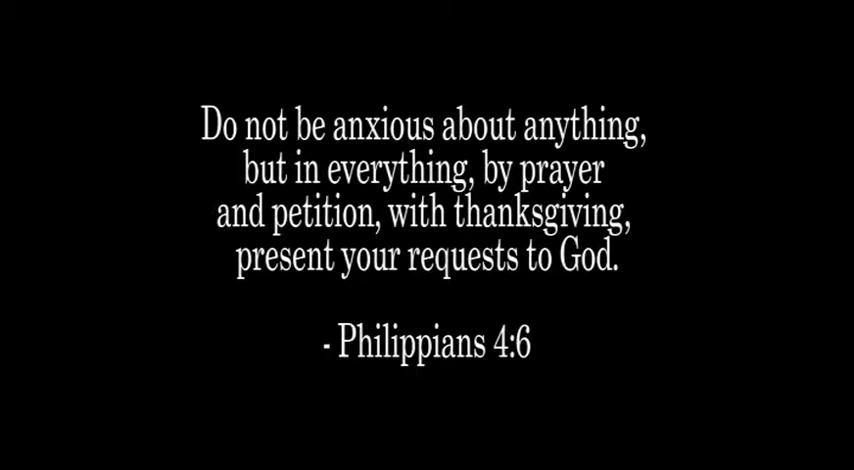 Do not be anxious about anything,
but in everything, by prayer
and petition, with thanksgiving,
present your requests to God.
- Philippians 4:6